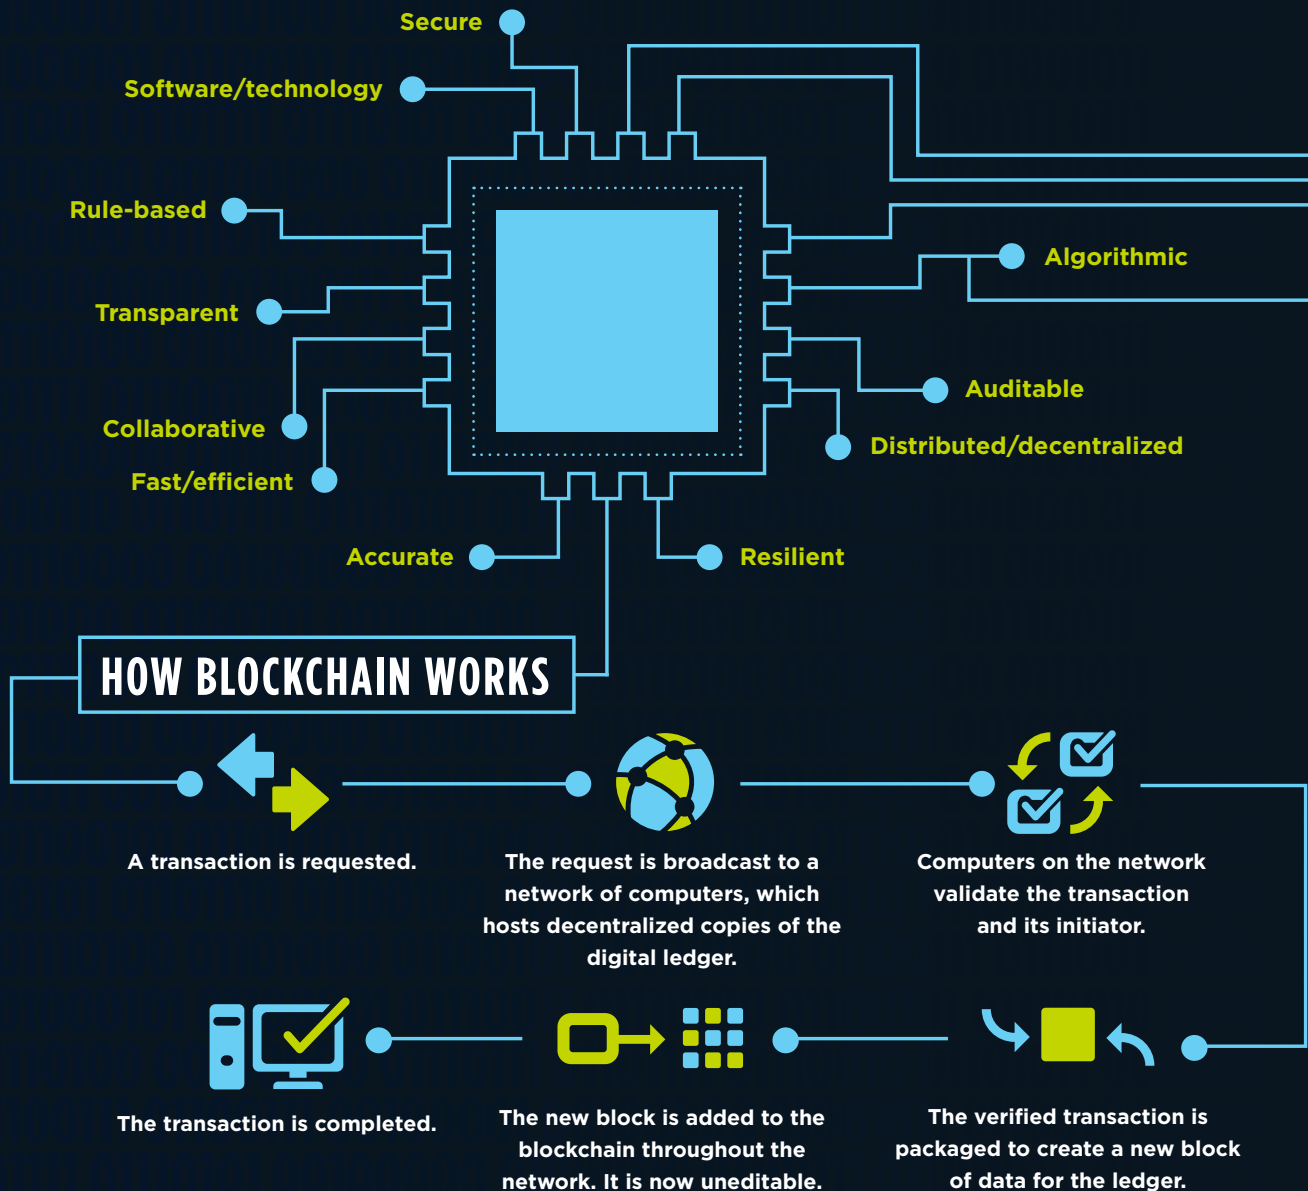 Secure
Software/technology
Rule-based
Transparent
Algorithmic
Auditable
Collaborative
Distributed/decentralized
Fast/efficient
Accurate
Resilient
HOW BLOCKCHAIN WORKS
A transaction is requested.
The request is broadcast to a
network of computers, which
hosts decentralized copies of the
digital ledger.
Computers on the network
validate the transaction
and its initiator.
The verified transaction is
packaged to create a new block
of data for the ledger.
The new block is added to the
blockchain throughout the
network. It is now uneditable.
The transaction is completed.